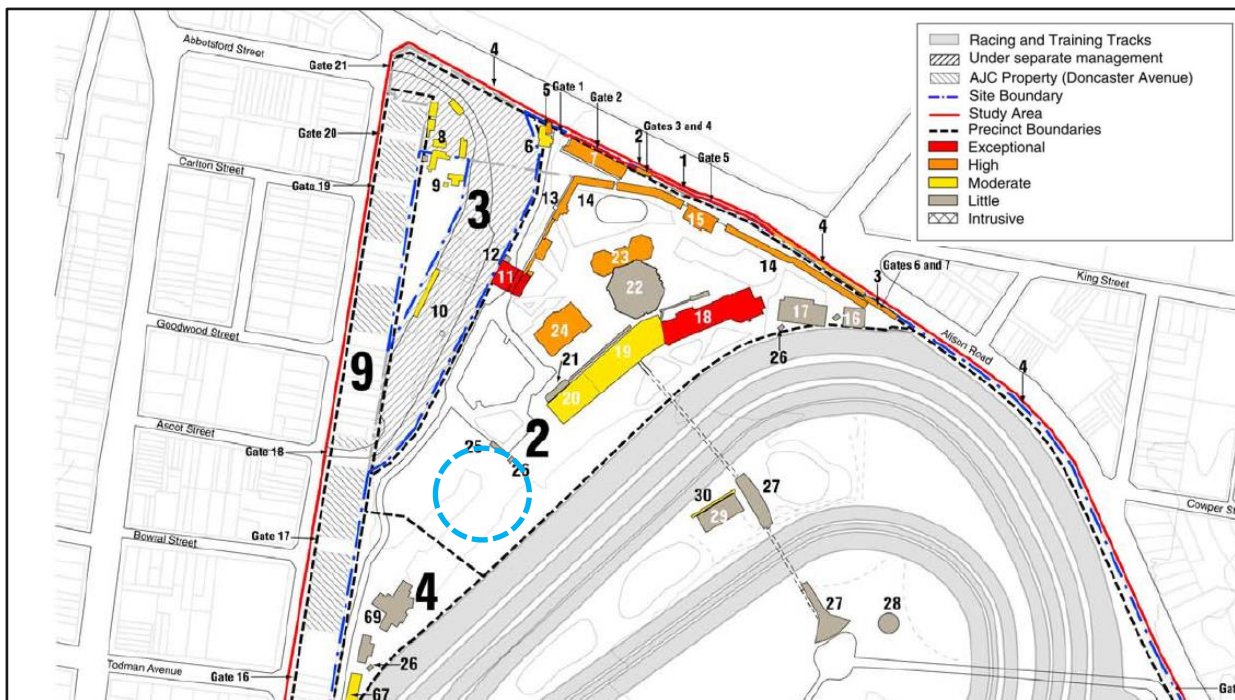 Abbotsford Street
Gate 21
4
Racing and Training Tracks
Under separate management
AJC Property (Doncaster Avenue)
Site Boundary
Study Area
Precinct Boundaries
Exceptional
High
Moderate
Little
Intrusive
5
Gate 1
Gate 2
Gates 3 and 4
2
Gate 20
8
6
7
1
Gate 5
Carlton Street
Gate 19
9
3
13
14
15
4
King Street
12
11
23
14
3
Gates 6 and 7
22
18
17
16
10
24
Goodwood Street
19
26
Alison Road
9
21
4
20
Ascot Street
2
25
26
Gate 18
30
27
29
Cowper St
Gate 17
Bowral Street
4
69
27
28
26
Todman Avenue
Gate 16
67
Gat